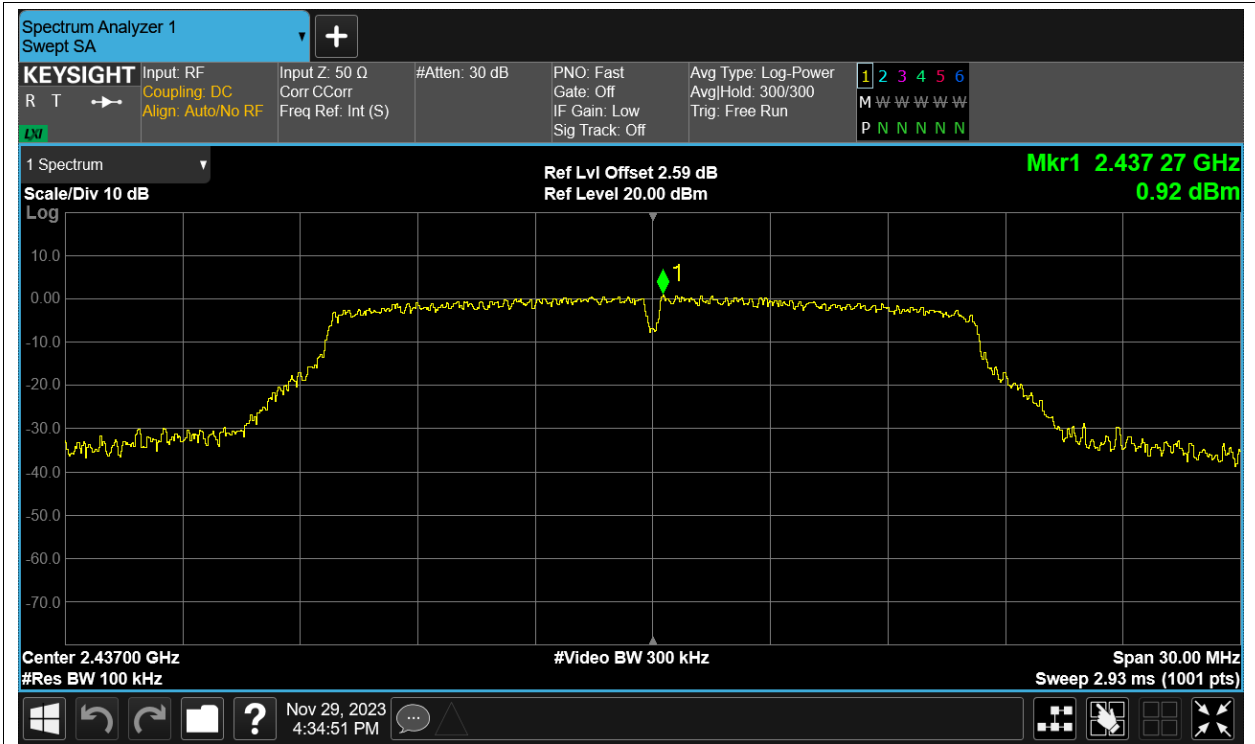 Spectrum Analyzer 1
Swept SA
▼
+
KEYSIGHT
R T
LXI
Input: RF
Coupling: DC
Align: Auto/No RF
Input Z: 50 Ω
Corr CCorr
Freq Ref: Int (S)
#Atten: 30 dB
PNO: Fast
Gate: Off
IF Gain: Low
Sig Track: Off
Avg Type: Log-Power
Avg|Hold: 300/300
Trig: Free Run
1 2 3 4 5 6
M W W W W W W
P N N N N N N
1 Spectrum ▼
Scale/Div 10 dB
Ref Lvl Offset 2.59 dB
Ref Level 20.00 dBm
Mkr1 2.437 27 GHz
0.92 dBm
Log
1
10.0
0.00
-10.0
-20.0
-30.0
-40.0
-50.0
-60.0
-70.0
Center 2.43700 GHz
#Res BW 100 kHz
#Video BW 300 kHz
Span 30.00 MHz
Sweep 2.93 ms (1001 pts)
?
Nov 29, 2023
4:34:51 PM